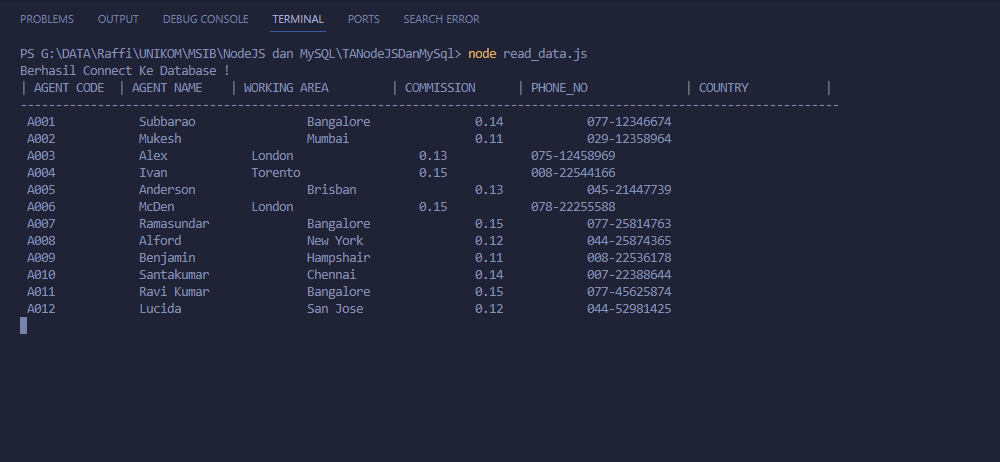 PROBLEMS OUTPUT DEBUG CONSOLE TERMINAL PORTS SEARCH ERROR
PS G:\DATA\Raffi\UNIKOM\MSIB\NodeJS dan MySQL\TANodeJSDanMySql> node read_data.js
Berhasil Connect Ke Database !
| AGENT CODE | AGENT NAME | WORKING AREA | COMMISSION | PHONE_NO | COUNTRY |
---------------------------------------------------------------------------------------------------------------------
A001 Subbarao Bangalore 0.14 077-12346674
A002 Mukesh Mumbai 0.11 029-12358964
A003 Alex London 0.13 075-12458969
A004 Ivan Torento 0.15 008-22544166
A005 Anderson Brisban 0.13 045-21447739
A006 McDen London 0.15 078-22255588
A007 Ramasundar Bangalore 0.15 077-25814763
A008 Alford New York 0.12 044-25874365
A009 Benjamin Hampshair 0.11 008-22536178
A010 Santakumar Chennai 0.14 007-22388644
A011 Ravi Kumar Bangalore 0.15 077-45625874
A012 Lucida San Jose 0.12 044-52981425